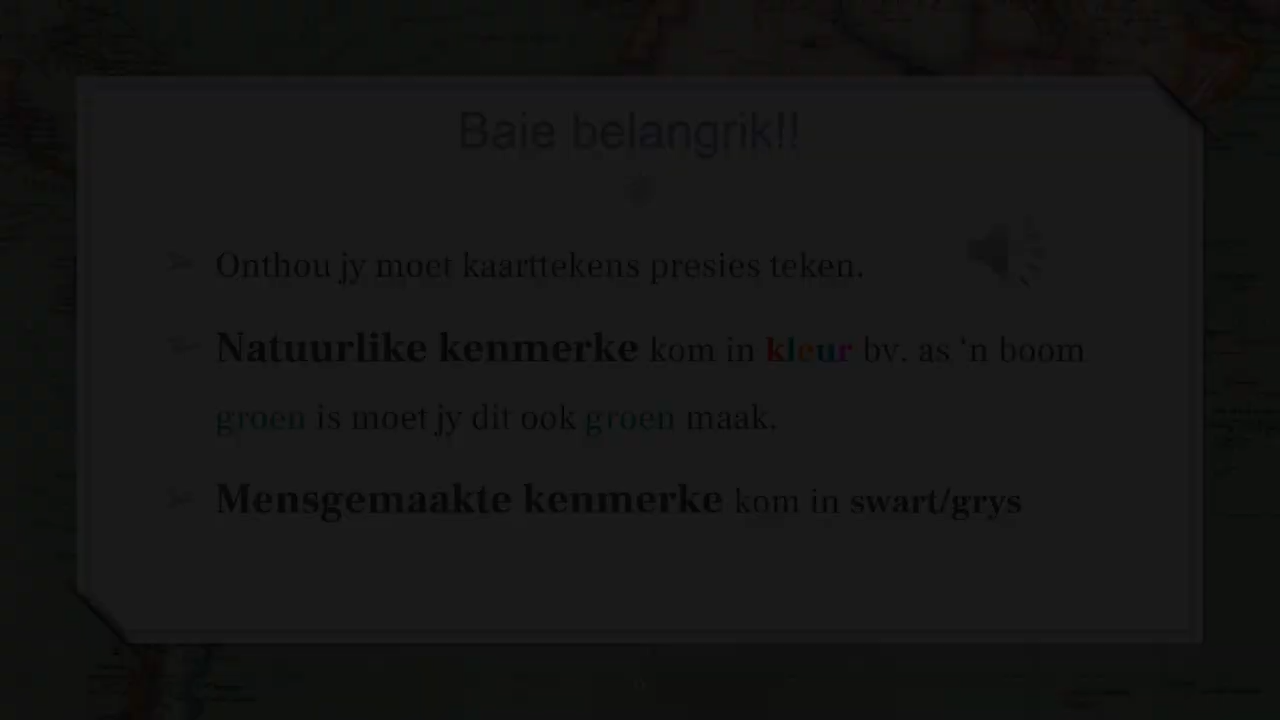 Baie belangrik!!
Onthou jy moet kaarttekens presies teken.
Natuurlike kenmerke kom in kleur bv. as 'n boom
groen is moet jy dit ook groen maak.
Mensgemaakte kenmerke kom in swart/grys